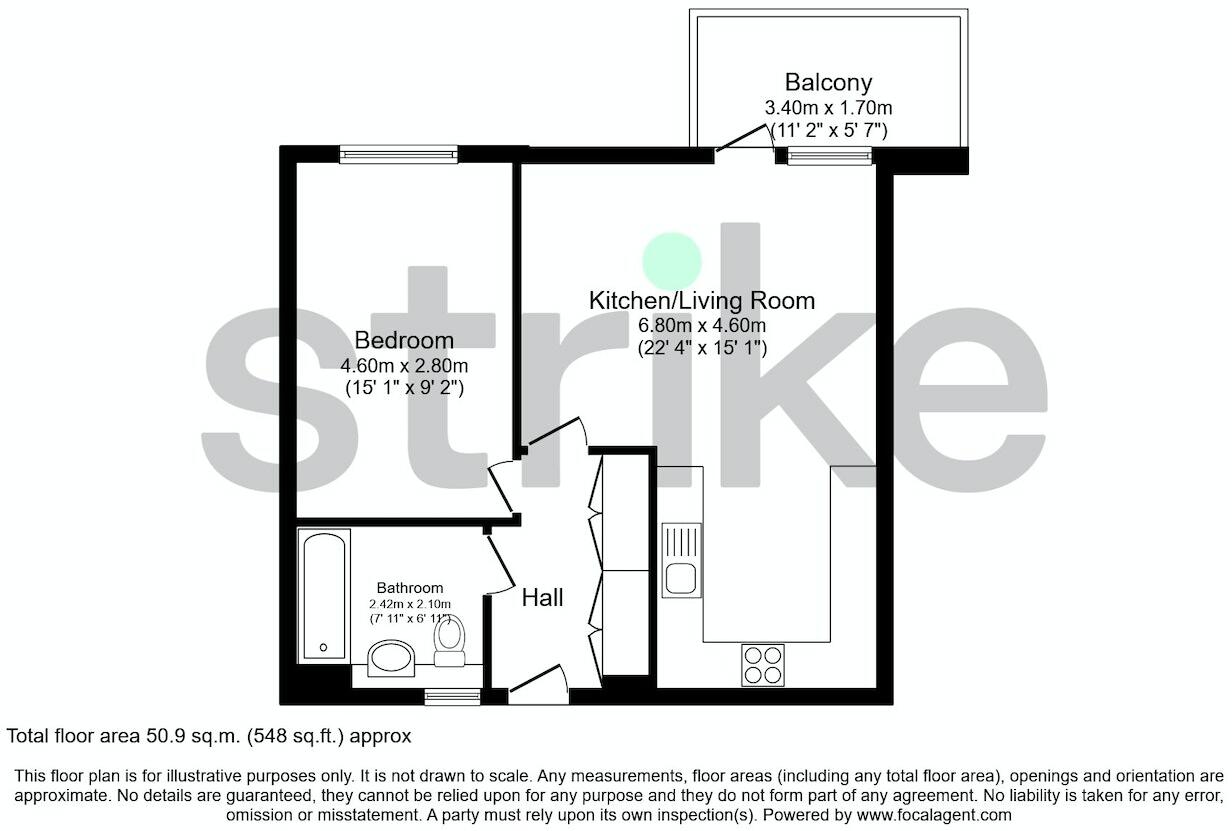 Balcony
3.40m x 1.70m
(11' 2" x 5' 7")
strike
Kitchen/Living Room
6.80m x 4.60m
(22' 4" x 15' 1")
Bedroom
4.60m x 2.80m
(15' 1" x 9' 2")
Bathroom
2.42m x 2.10m
(7' 11" x 6' 11")
Hall
Total floor area 50.9 sq.m. (548 sq.ft.) approx
This floor plan is for illustrative purposes only. It is not drawn to scale. Any measurements, floor areas (including any total floor area), openings and orientation are
approximate. No details are guaranteed, they cannot be relied upon for any purpose and they do not form part of any agreement. No liability is taken for any error,
omission or misstatement. A party must rely upon its own inspection(s). Powered by www.focalagent.com